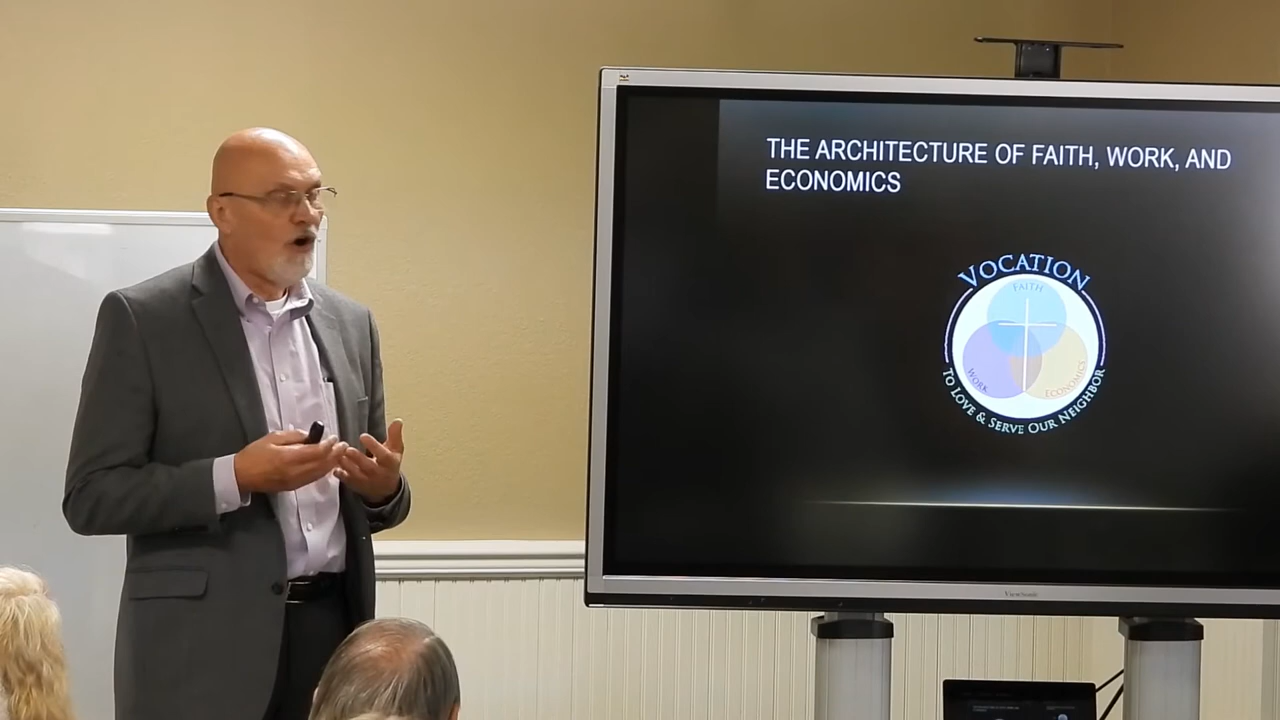 THE ARCHITECTURE OF FAITH, WORK, AND
ECONOMICS
VOCATION
FAITH
WORK
ECONOMICS
TO LOVE & SERVE OUR NEIGHBOR
ViewSonic